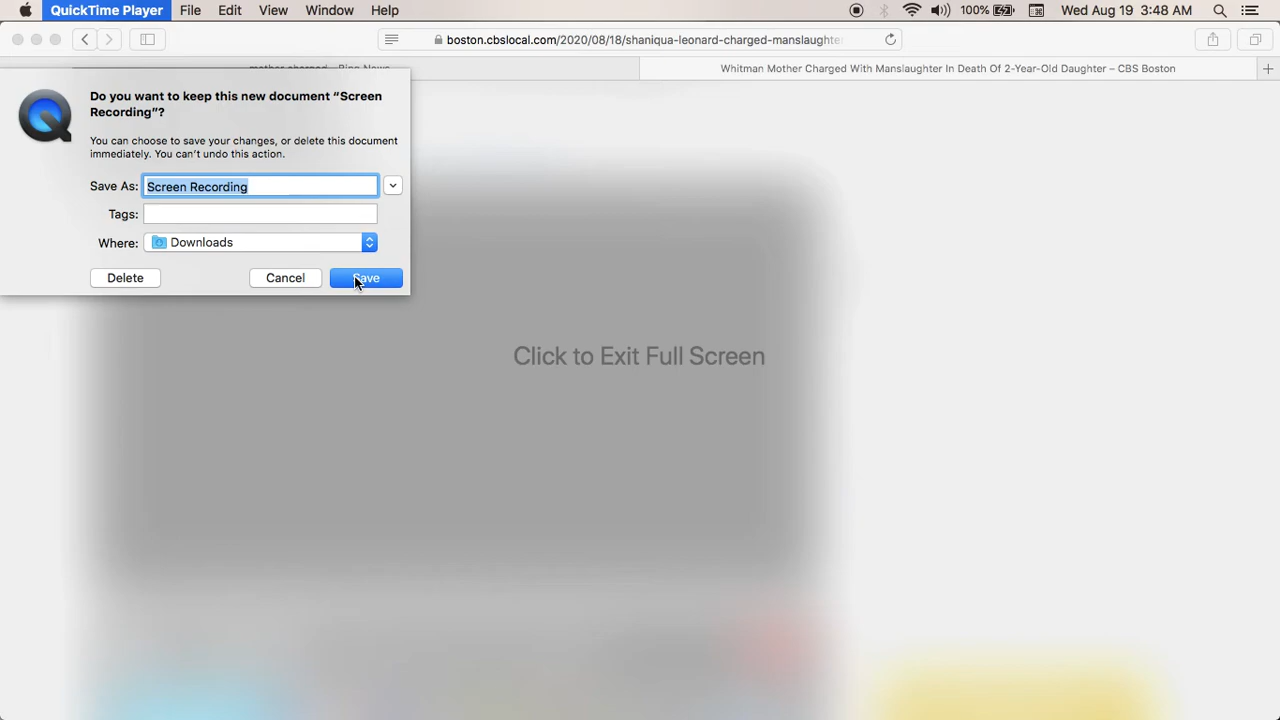 QuickTime Player File Edit View Window Help 100% Wed Aug 19 3:48 AM
boston.cbslocal.com/2020/08/18/shaniqua-leonard-charged-manslaughte
mother charged – Bing News
Whitman Mother Charged With Manslaughter In Death Of 2-Year-Old Daughter – CBS Boston
Do you want to keep this new document “Screen
Recording”?
You can choose to save your changes, or delete this document
immediately. You can’t undo this action.
Save As: Screen Recording
Tags:
Where: Downloads
Delete Cancel Save
Click to Exit Full Screen